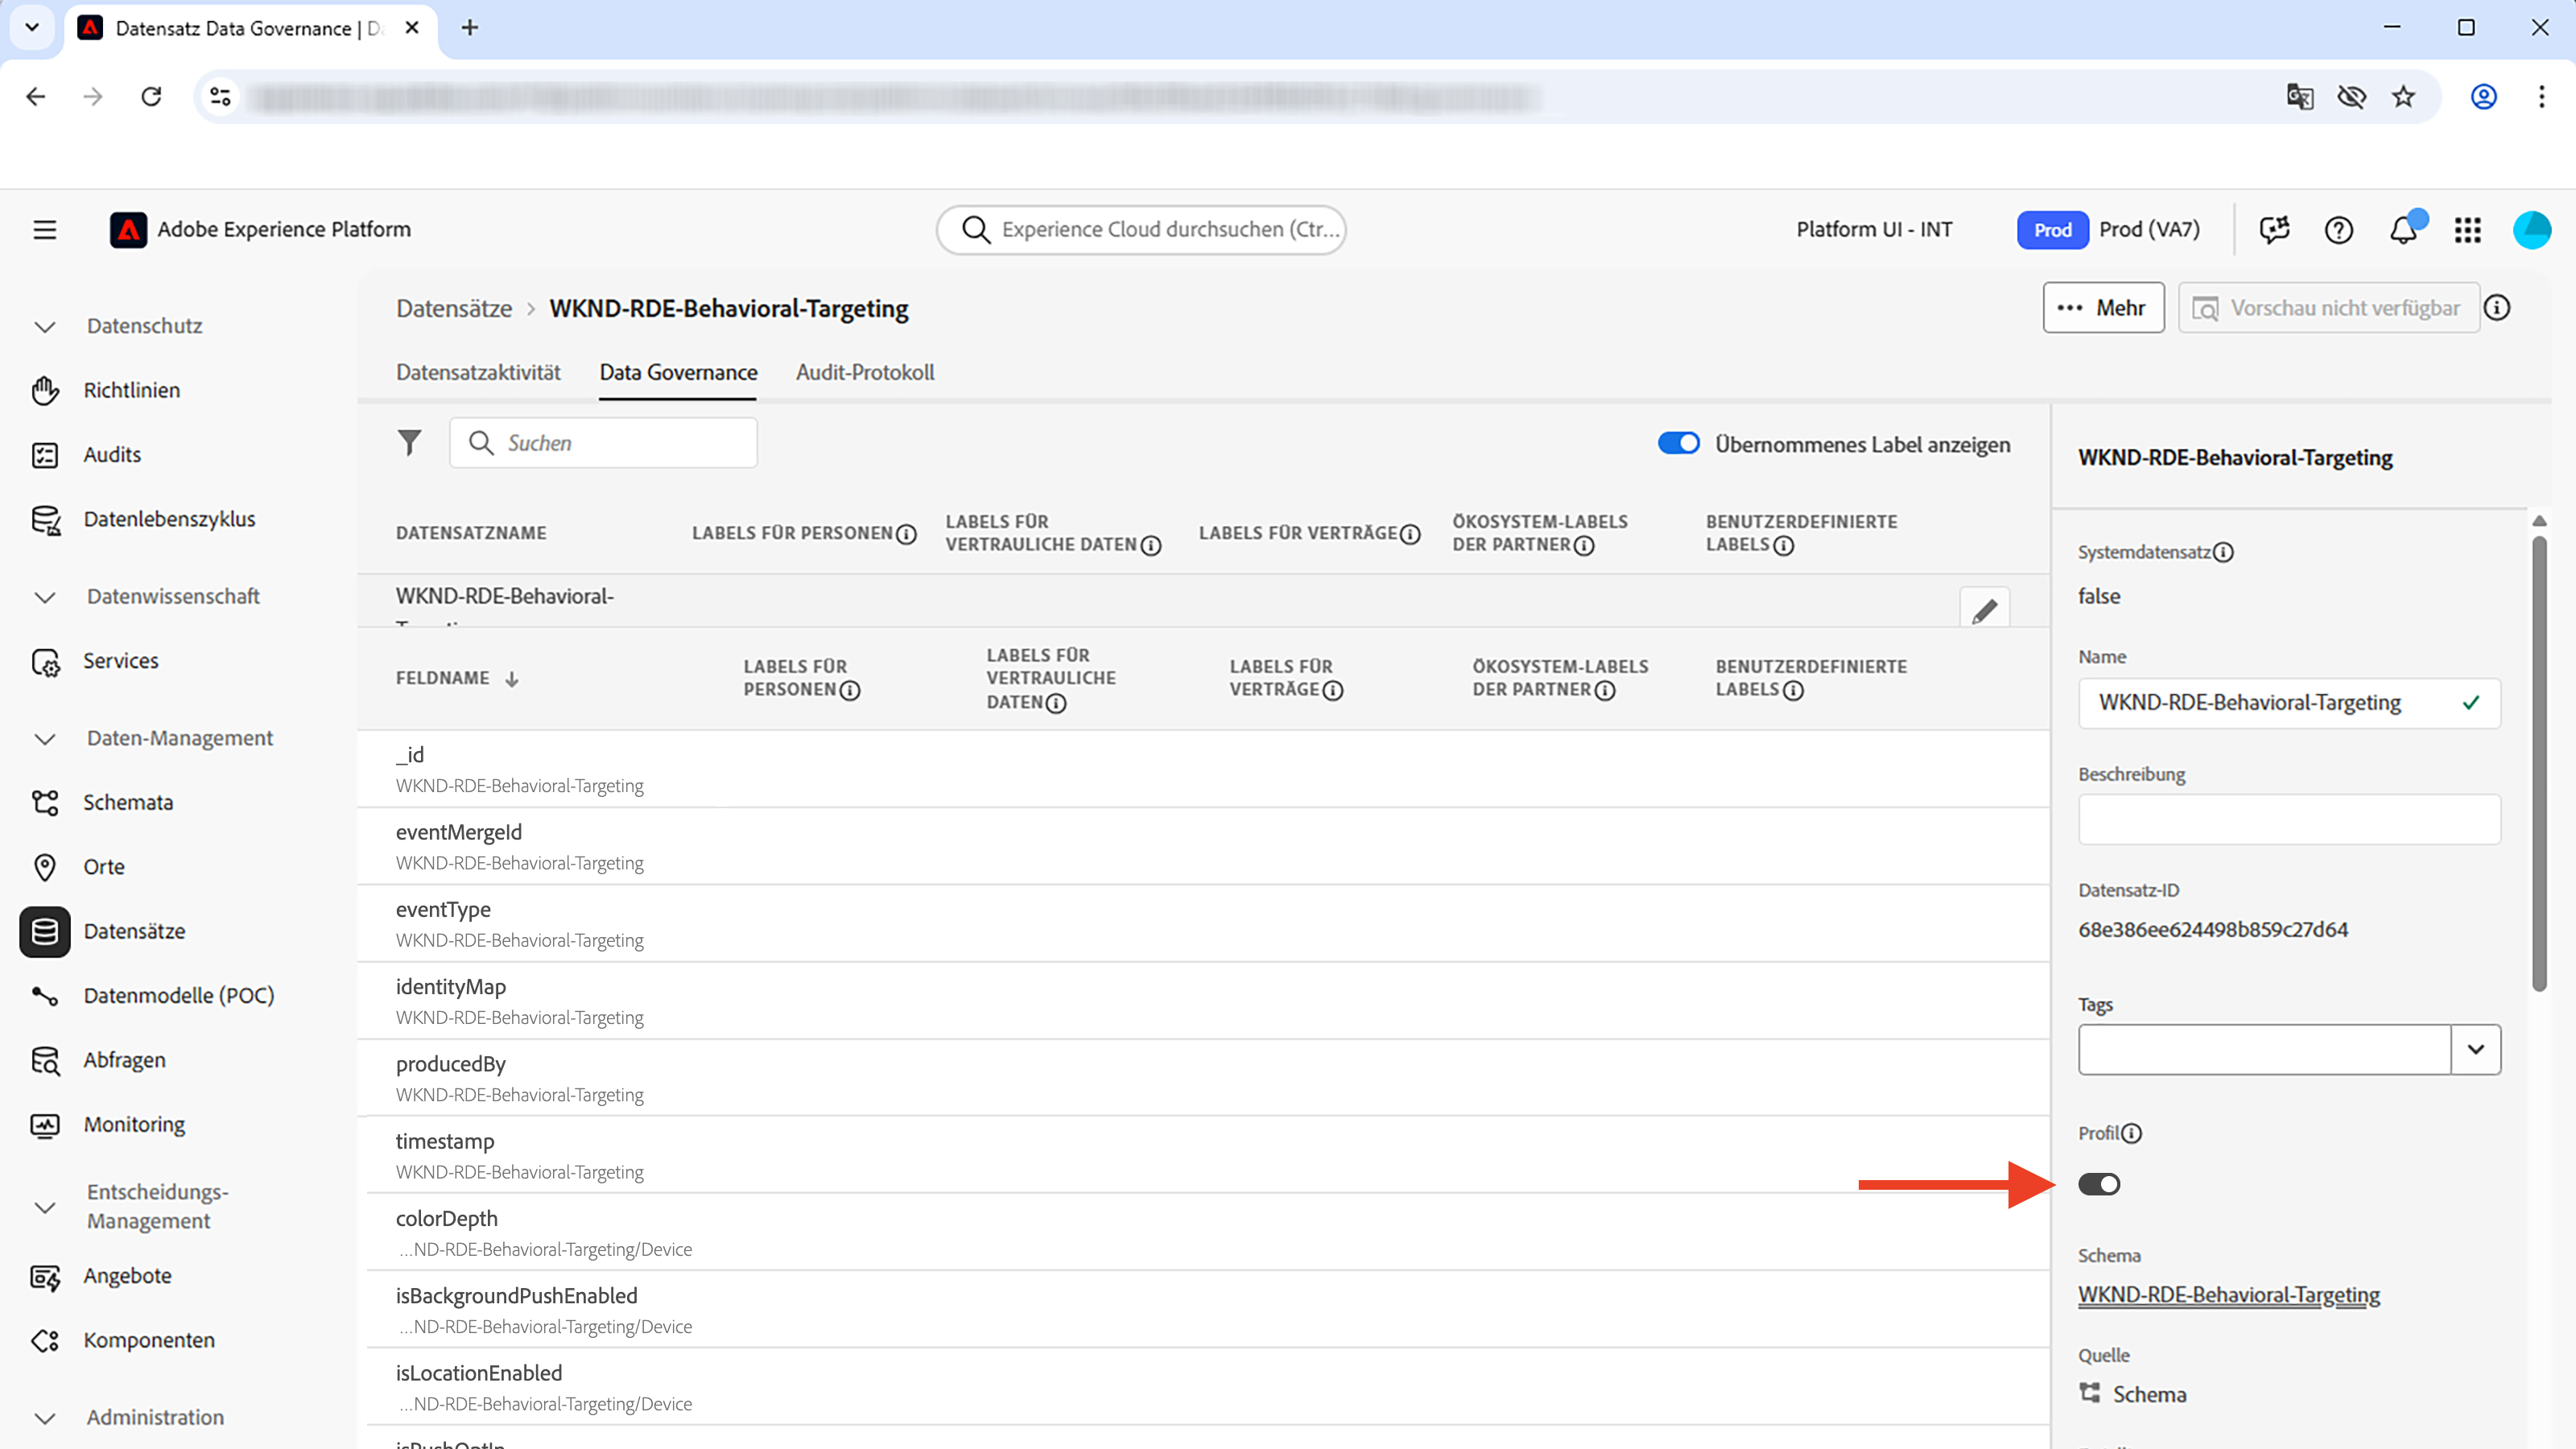 Datensatz Data Governance | Da
Adobe Experience Platform
Experience Cloud durchsuchen (Ctr...
Platform UI - INT
Prod
Prod (VA7)
Datenschutz
Richtlinien
Audits
Datenlebenszyklus
Datenwissenschaft
Services
Daten-Management
Schemata
Orte
Datensätze
Datenmodelle (POC)
Abfragen
Monitoring
Entscheidungs-
Management
Angebote
Komponenten
Administration
Datensätze > WKND-RDE-Behavioral-Targeting
Mehr
Vorschau nicht verfügbar
Datensatzaktivität
Data Governance
Audit-Protokoll
Suchen
Übernommenes Label anzeigen
DATENSATZNAME
LABELS FÜR PERSONEN
LABELS FÜR
VERTRAULICHE DATEN
LABELS FÜR VERTRÄGE
ÖKOSYSTEM-LABELS
DER PARTNER
BENUTZERDEFINIERTE
LABELS
WKND-RDE-Behavioral-
FELDNAME
LABELS FÜR
PERSONEN
LABELS FÜR
VERTRAULICHE
DATEN
LABELS FÜR
VERTRÄGE
ÖKOSYSTEM-LABELS
DER PARTNER
BENUTZERDEFINIERTE
LABELS
_id
WKND-RDE-Behavioral-Targeting
eventMergeId
WKND-RDE-Behavioral-Targeting
eventType
WKND-RDE-Behavioral-Targeting
identityMap
WKND-RDE-Behavioral-Targeting
producedBy
WKND-RDE-Behavioral-Targeting
timestamp
WKND-RDE-Behavioral-Targeting
colorDepth
...ND-RDE-Behavioral-Targeting/Device
isBackgroundPushEnabled
...ND-RDE-Behavioral-Targeting/Device
isLocationEnabled
...ND-RDE-Behavioral-Targeting/Device
WKND-RDE-Behavioral-Targeting
Systemdatensatz
false
Name
WKND-RDE-Behavioral-Targeting
Beschreibung
Datensatz-ID
68e386ee624498b859c27d64
Tags
Profil
Schema
WKND-RDE-Behavioral-Targeting
Quelle
Schema